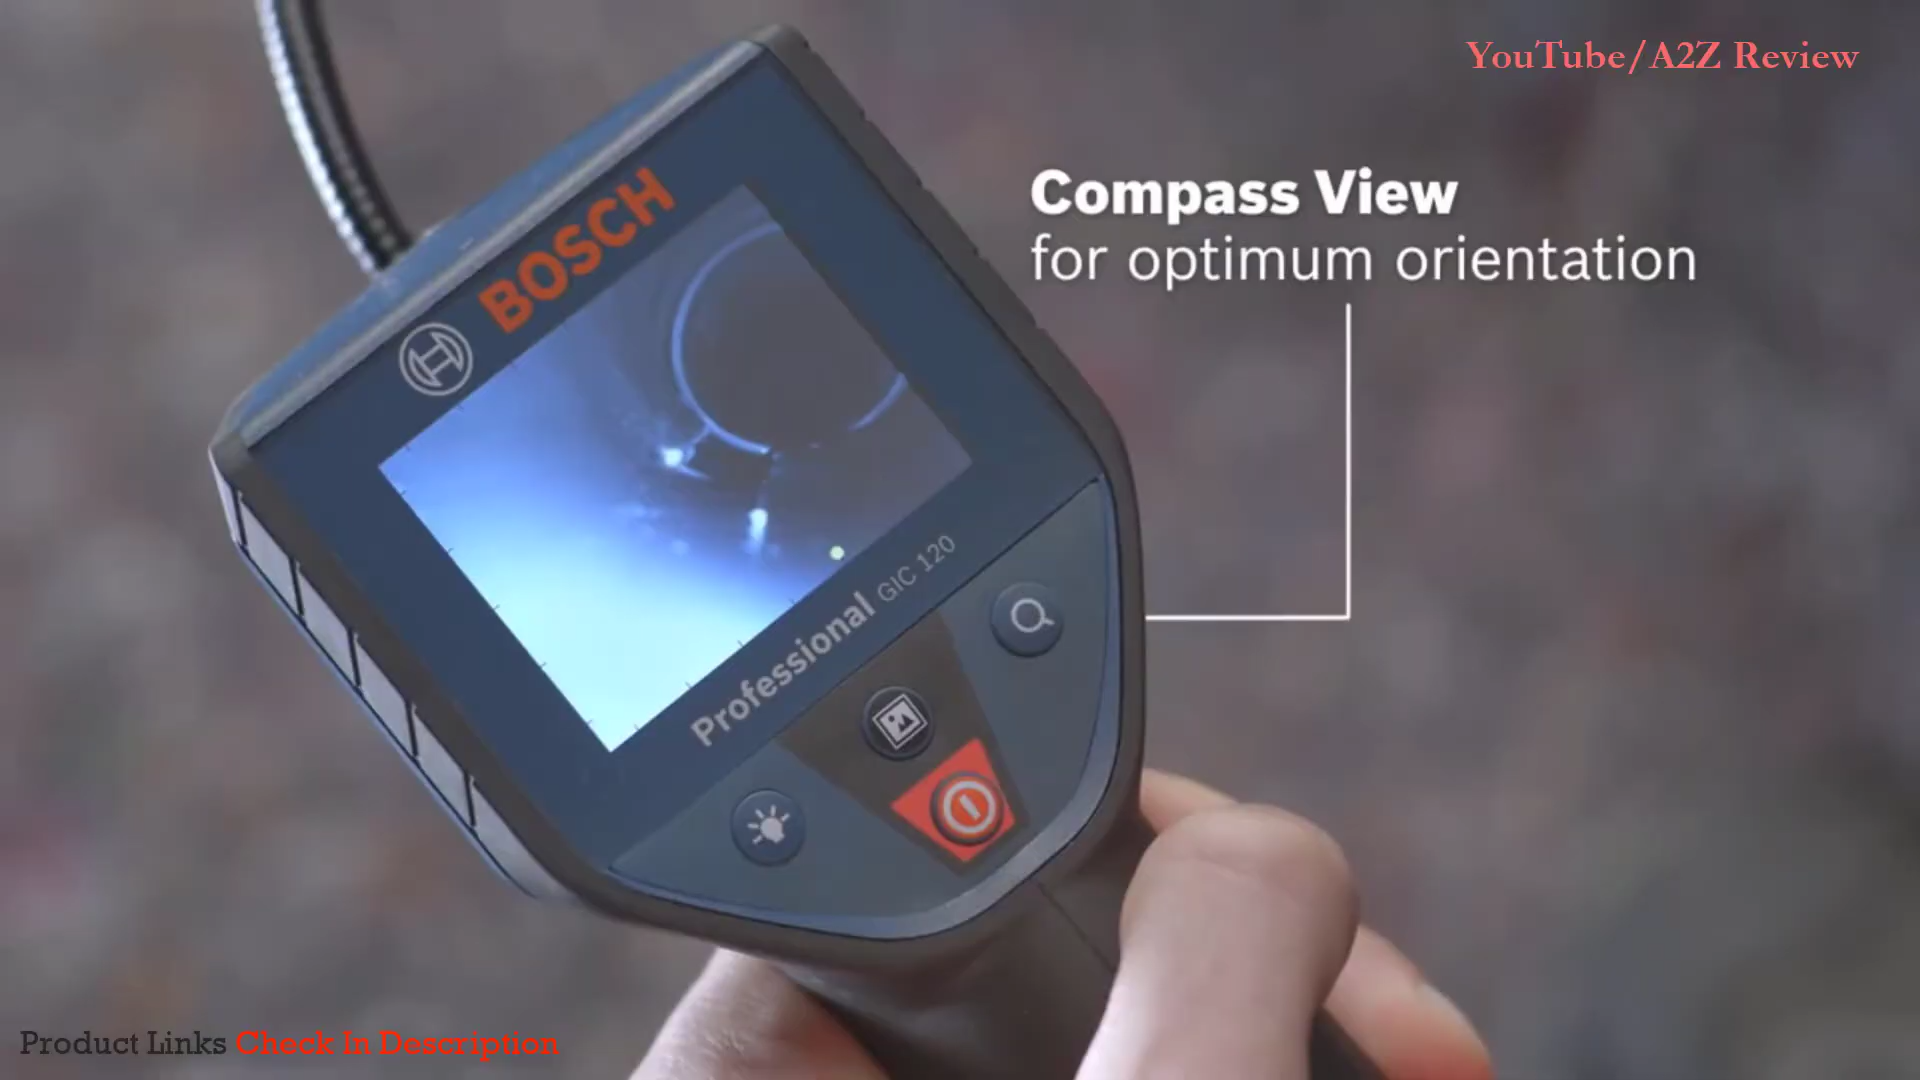 YouTube/A2Z Review
Compass View
for optimum orientation
BOSCH
Professional GIC 120
Product Links Check In Description